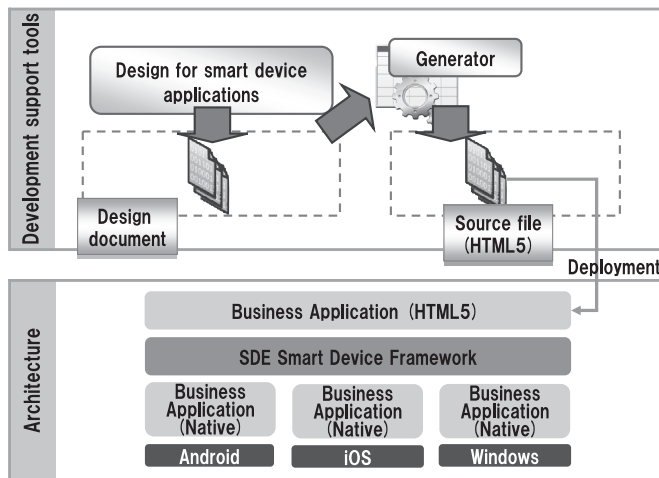 Development support tools
Design for smart device
applications
Generator
Design
document
Source file
(HTML5)
Deployment
Architecture
Business Application (HTML5)
SDE Smart Device Framework
Business
Application
(Native)
Business
Application
(Native)
Business
Application
(Native)
Android
iOS
Windows